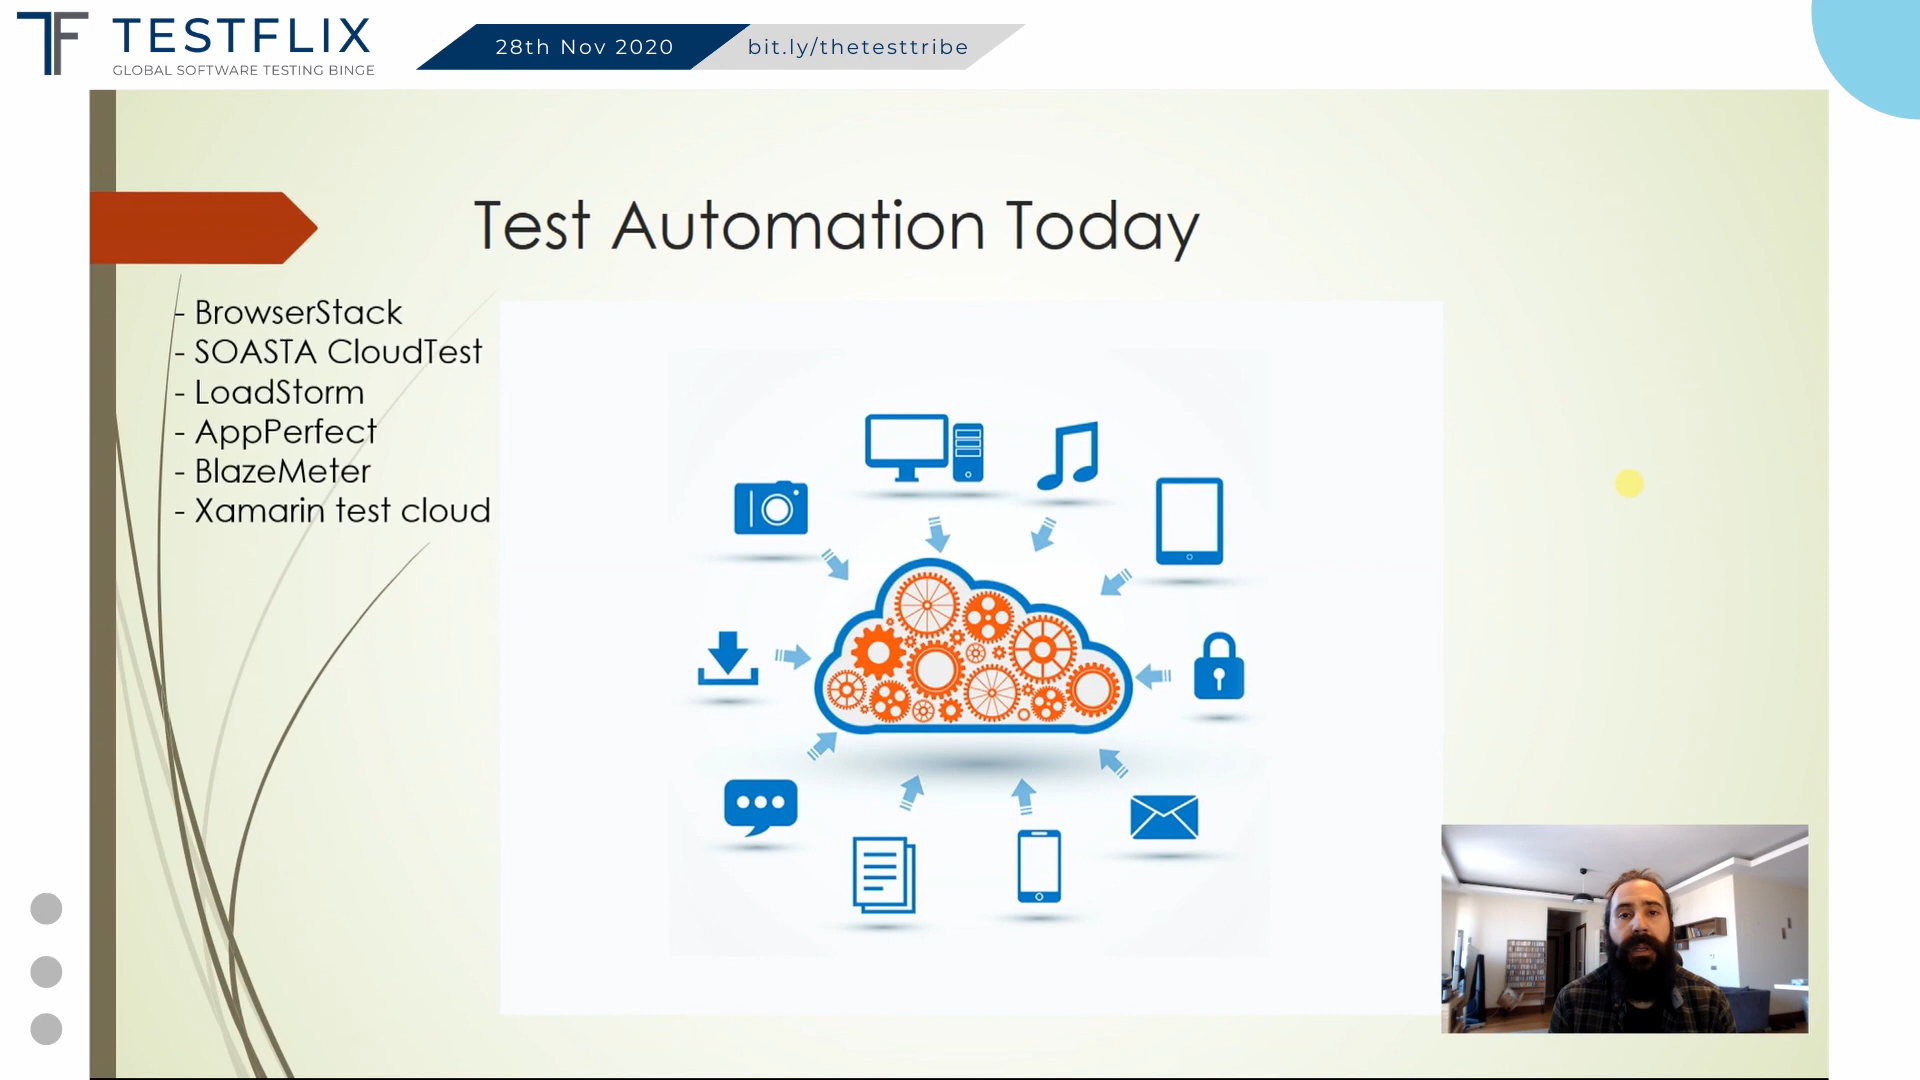 TF TESTFLIX
GLOBAL SOFTWARE TESTING BINGE
28th Nov 2020
bit.ly/thetesttribe
Test Automation Today
- BrowserStack
- SOASTA CloudTest
- LoadStorm
- AppPerfect
- BlazeMeter
- Xamarin test cloud